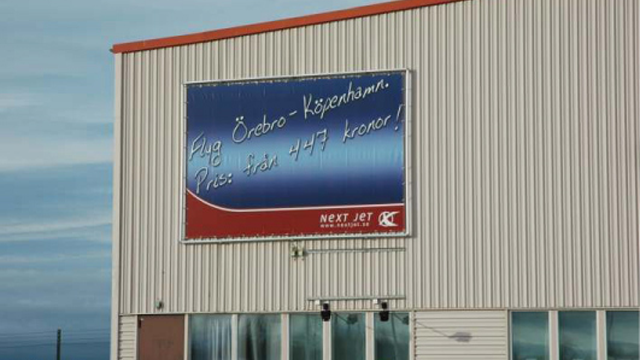 Flyg Örebro - Köpenhamn.
Pris: från 447 kronor!
NEXT JET
www.nextjet.se